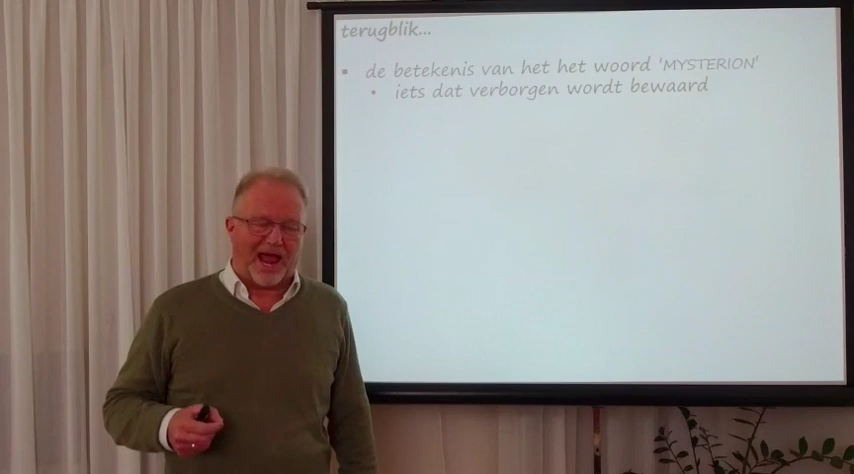 terugblik...
▪ de betekenis van het het woord 'MYSTERION'
• iets dat verborgen wordt bewaard